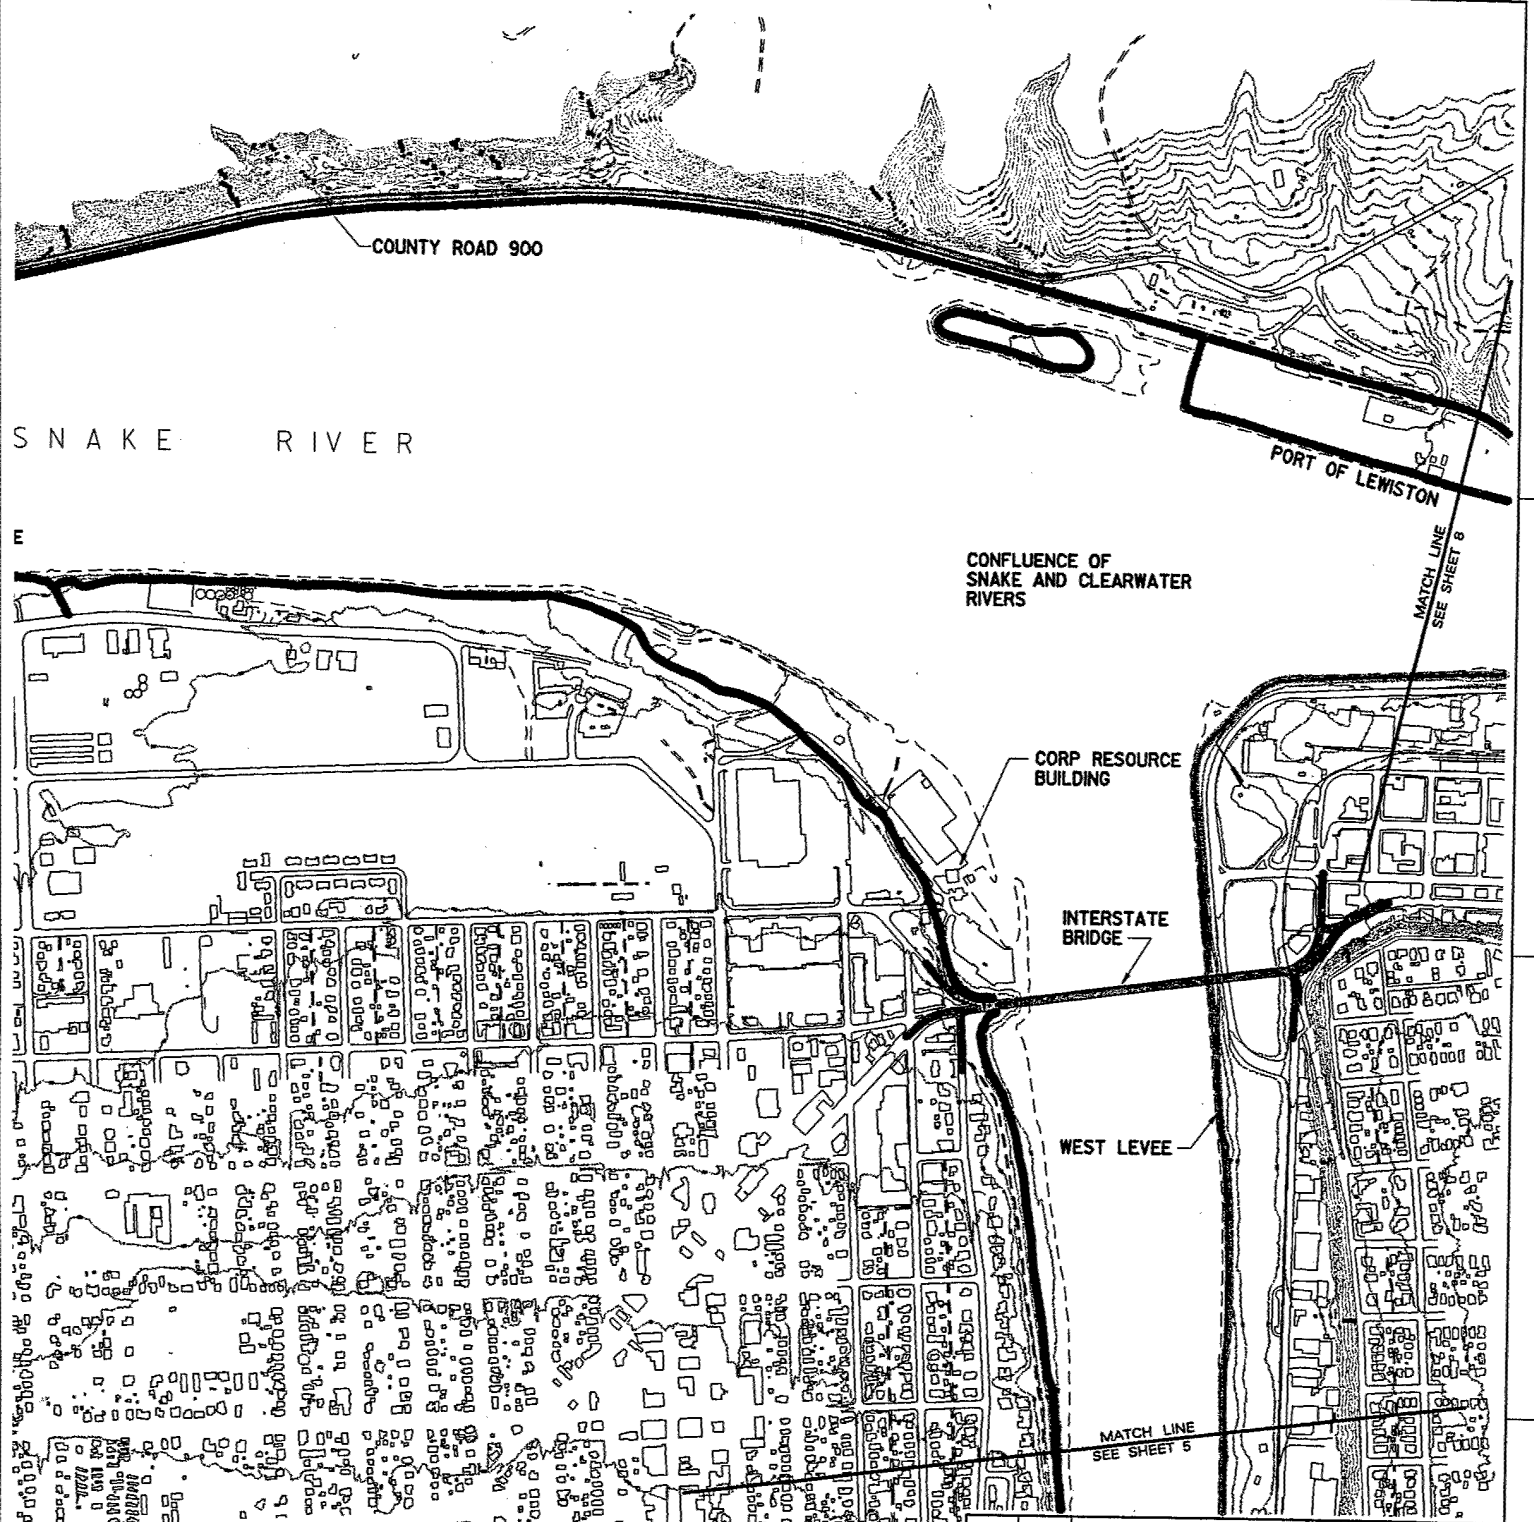 COUNTY ROAD 900
SNAKE RIVER
PORT OF LEWISTON
E
CONFLUENCE OF
SNAKE AND CLEARWATER
RIVERS
MATCH LINE
SEE SHEET 8
CORP RESOURCE
BUILDING
INTERSTATE
BRIDGE
WEST LEVEE
MATCH LINE
SEE SHEET 5